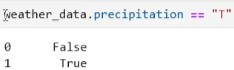 weather_data.precipitation == "T"
0 False
1 True